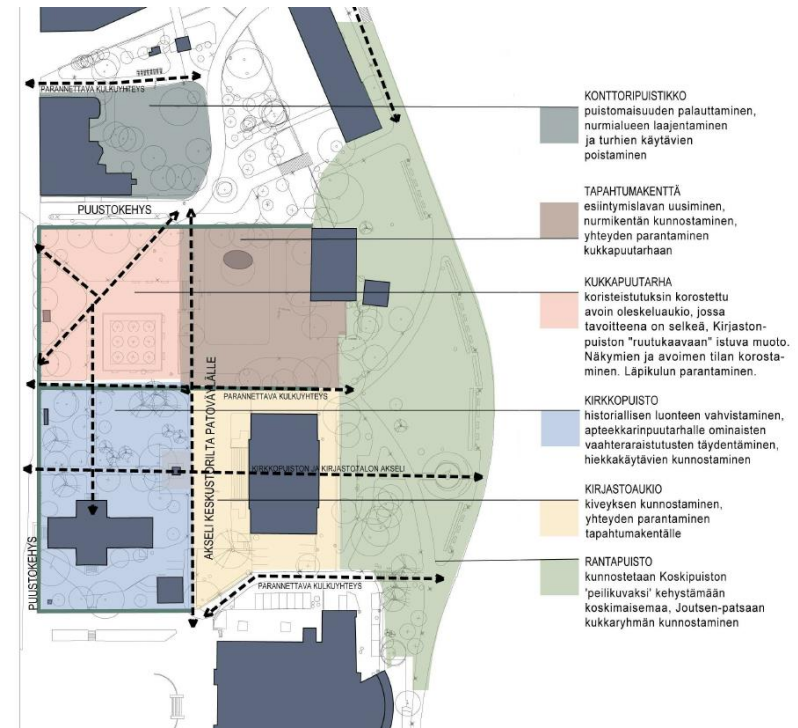 PARANNETTAVA KULKUYHTEYS
PUUSTOKEHYS
AKSELI KESKUSTORILTA PATOVÄYLÄLLE
PARANNETTAVA KULKUYHTEYS
KIRKKOPUISTON JA KIRJASTOTALON AKSELI
PUUSTOKEHYS
PARANNETTAVA KULKUYHTEYS
KONTTORIPUISTIKKO
puistomaisuuden palauttaminen,
nurmialueen laajentaminen
ja turhien käytävien
poistaminen
TAPAHTUMAKENTTÄ
esiintymislavan uusiminen,
nurmikentän kunnostaminen,
yhteyden parantaminen
kukkapuutarhaan
KUKKAPUUTARHA
koristeistutuksin korostettu
avoin oleskeluaukio, jossa
tavoitteena on selkeä, Kirjaston-
puiston "ruutukaavaan" istuva muoto.
Näkymien ja avoimen tilan korosta-
minen. Läpikulun parantaminen.
KIRKKOPUISTO
historiallisen luonteen vahvistaminen,
apteekkarinpuutarhalle ominaisten
vaahteraraistutusten täydentäminen,
hiekkakäytävien kunnostaminen
KIRJASTOAUKIO
kiveyksen kunnostaminen,
yhteyden parantaminen
tapahtumakentälle
RANTAPUISTO
kunnostetaan Koskipuiston
'peilikuvaksi' kehystämään
koskimaisemaa, Joutsen-patsaan
kukkaryhmän kunnostaminen